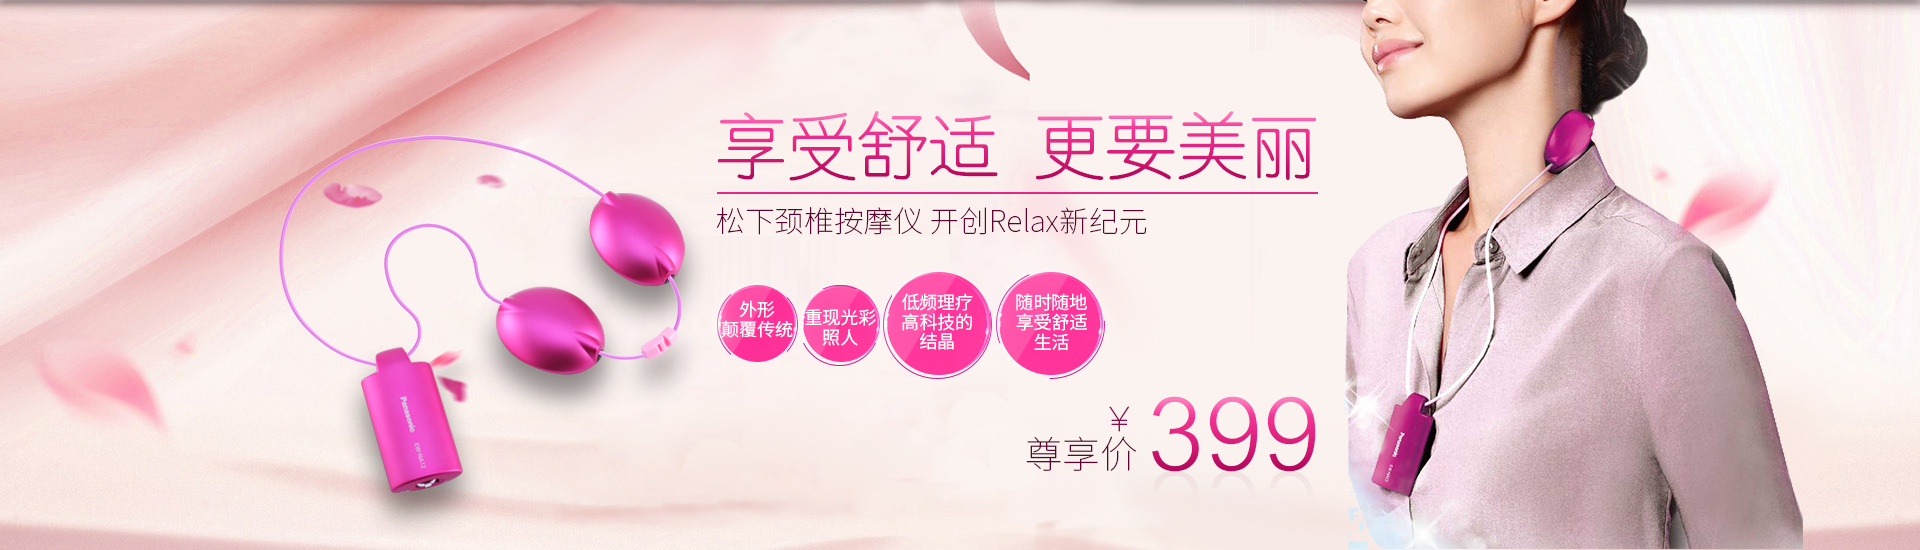 享受舒适 更要美丽
松下颈椎按摩仪 开创Relax新纪元
外形
颠覆传统
重现光彩
照人
低频理疗
高科技的
结晶
随时随地
享受舒适
生活
¥
尊享价 399
Panasonic EW-NA12
Panasonic